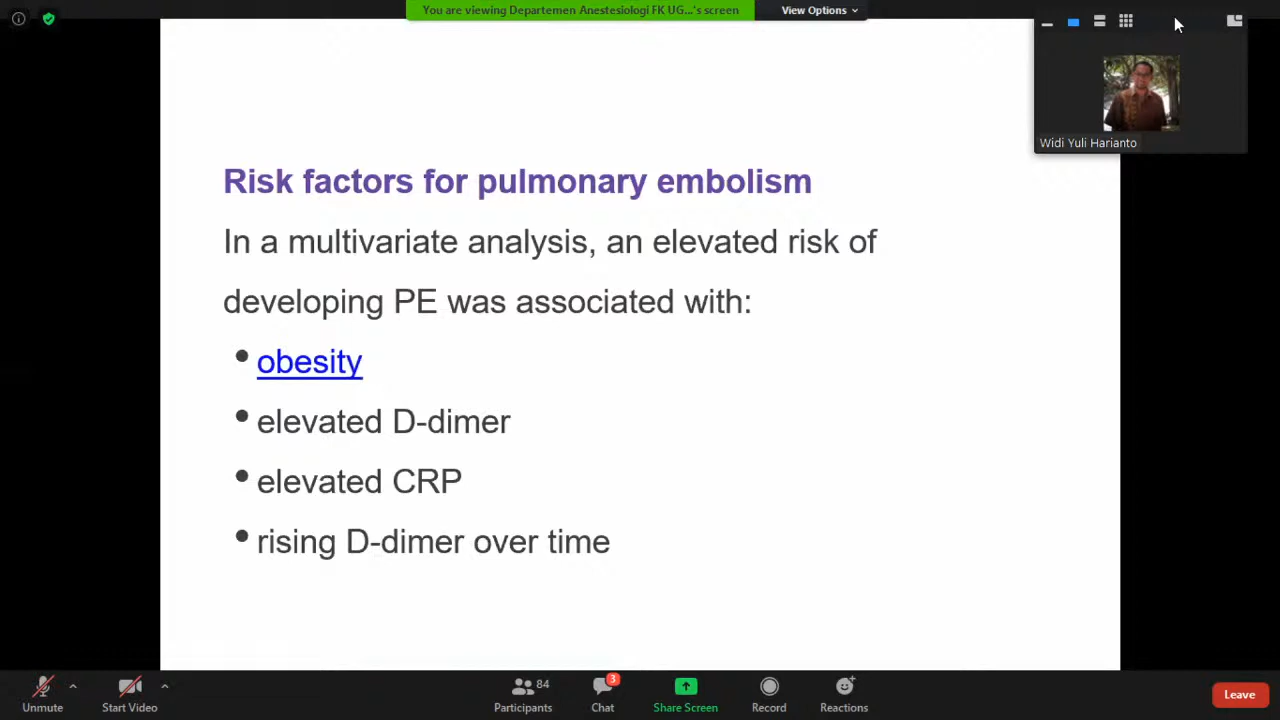 You are viewing Departemen Anestesiologi FK UG...'s screen
View Options
Widi Yuli Harianto
Risk factors for pulmonary embolism
In a multivariate analysis, an elevated risk of
developing PE was associated with:
• obesity
• elevated D-dimer
• elevated CRP
• rising D-dimer over time
Unmute
Start Video
84
Participants
3
Chat
Share Screen
Record
Reactions
Leave